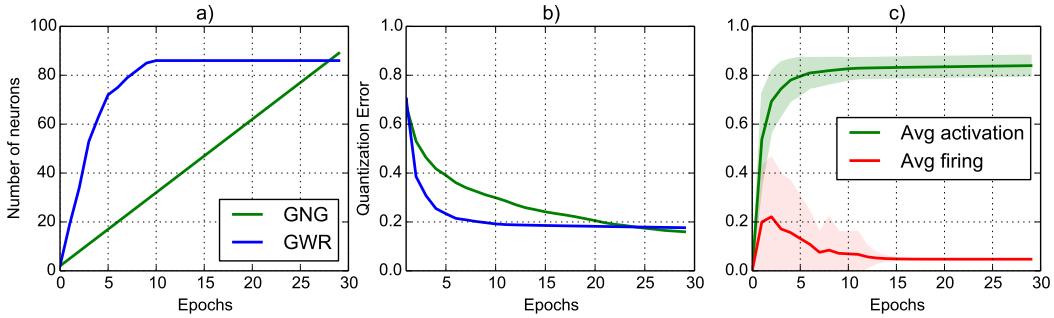 a)
Number of neurons
100
80
60
40
20
0
0 5 10 15 20 25 30
Epochs
GNG
GWR
b)
Quantization Error
1.0
0.8
0.6
0.4
0.2
0.0
5 10 15 20 25 30
Epochs
c)
1.0
0.8
0.6
0.4
0.2
0.0
0 5 10 15 20 25 30
Epochs
Avg activation
Avg firing